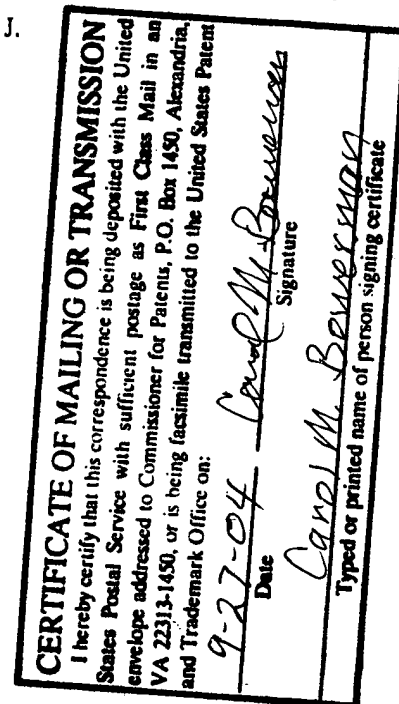 J.
CERTIFICATE OF MAILING OR TRANSMISSION
I hereby certify that this correspondence is being deposited with the United
States Postal Service with sufficient postage as First Class Mail in an
envelope addressed to Commissioner for Patents, P.O. Box 1450, Alexandria,
VA 22313-1450, or is being facsimile transmitted to the United States Patent
and Trademark Office on:
9-27-04 Carol M. Bowerman
Date Signature
Carol M. Bowerman
Typed or printed name of person signing certificate